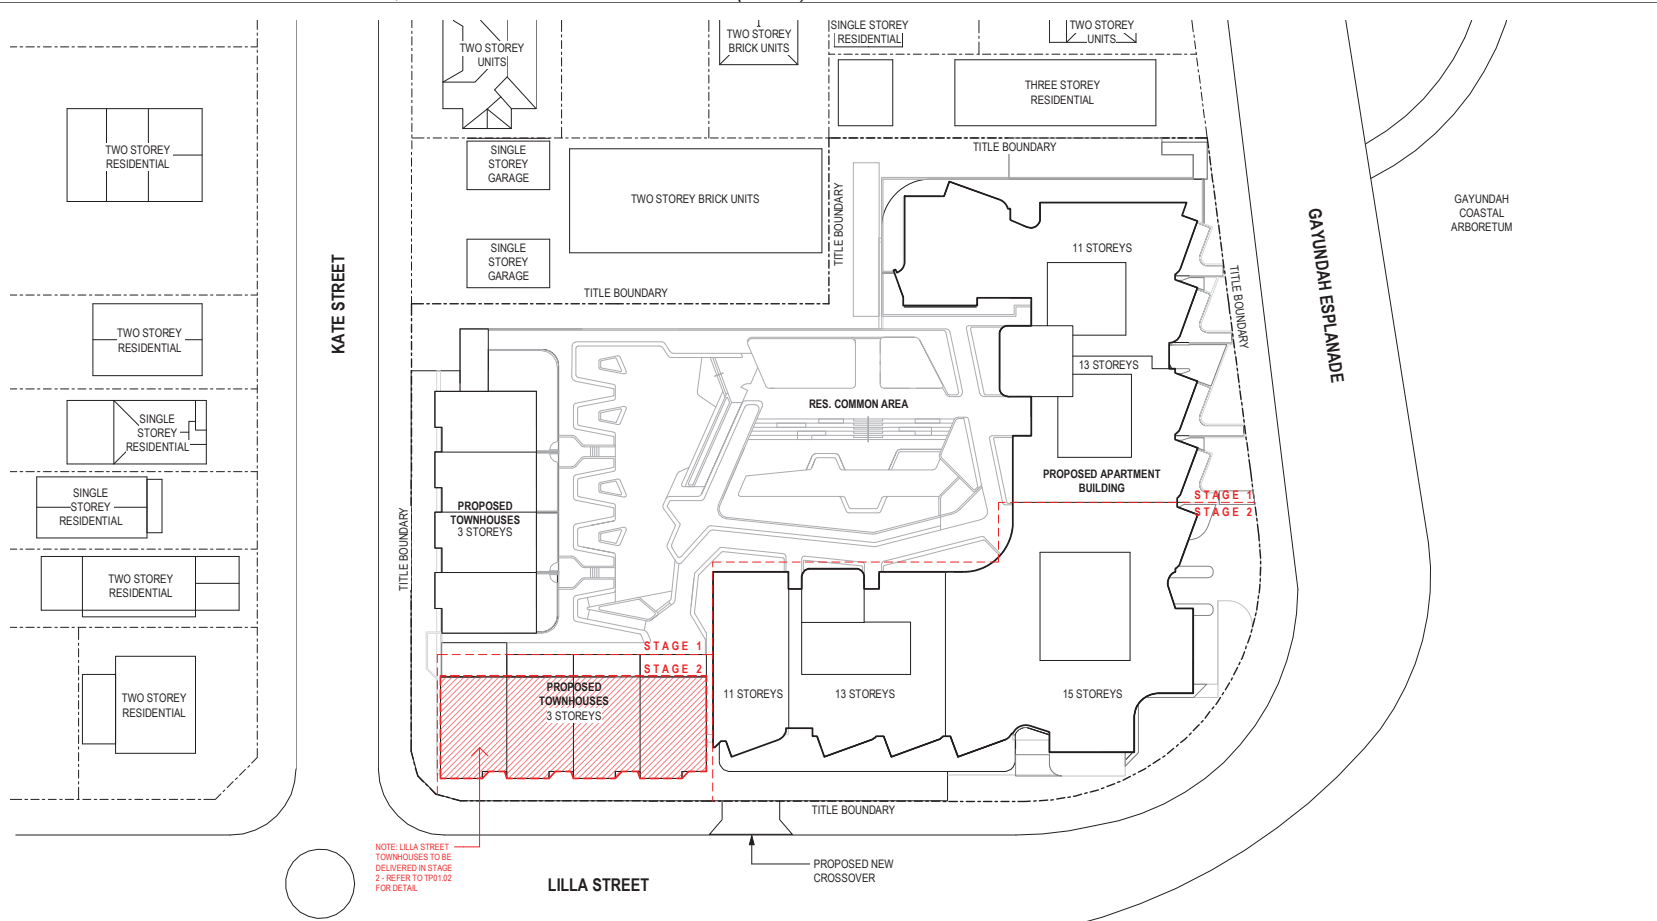 TWO STOREY
UNITS
1
TWO STOREY
BRICK UNITS
SINGLE STOREY
RESIDENTIAL
TWO STOREY
UNITS
THREE STOREY
RESIDENTIAL
TWO STOREY
RESIDENTIAL
SINGLE
STOREY
GARAGE
TWO STOREY BRICK UNITS
SINGLE
STOREY
GARAGE
TITLE BOUNDARY
TITLE BOUNDARY
TITLE BOUNDARY
11 STOREYS
TITLE BOUNDARY
GAYUNDAH ESPLANADE
GAYUNDAH
COASTAL
ARBORETUM
KATE STREET
TWO STOREY
RESIDENTIAL
13 STOREYS
RES. COMMON AREA
SINGLE
STOREY
RESIDENTIAL
PROPOSED APARTMENT
BUILDING
STAGE 1
STAGE 2
SINGLE
STOREY
RESIDENTIAL
PROPOSED
TOWNHOUSES
3 STOREYS
TITLE BOUNDARY
TWO STOREY
RESIDENTIAL
STAGE 1
STAGE 2
PROPOSED
TOWNHOUSES
3 STOREYS
11 STOREYS
13 STOREYS
15 STOREYS
TWO STOREY
RESIDENTIAL
TITLE BOUNDARY
NOTE: LILLA STREET
TOWNHOUSES TO BE
DELIVERED IN STAGE
2 - REFER TO TP01.02
FOR DETAIL
PROPOSED NEW
CROSSOVER
LILLA STREET